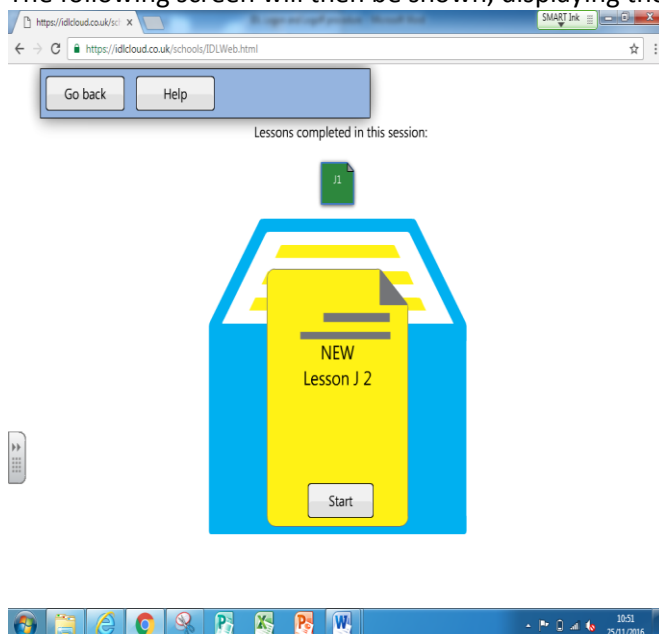 The following screen will then be shown, displaying the
https://idlcloud.co.uk/sch
SMART Ink
https://idlcloud.co.uk/schools/IDLWeb.html
Go back
Help
Lessons completed in this session:
J1
NEW
Lesson J 2
Start
10:51
25/11/2016